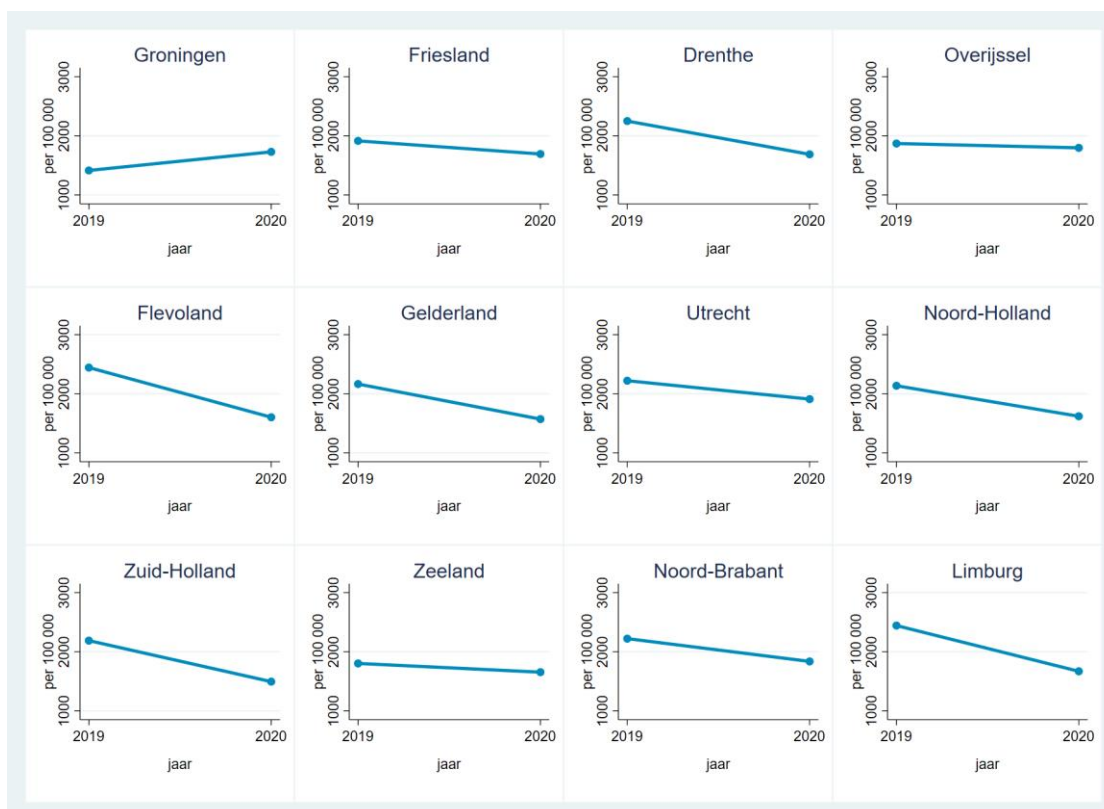 Groningen
3000
2000
1000
per 100 000
2019
2020
jaar
Friesland
3000
2000
1000
per 100 000
2019
2020
jaar
Drenthe
3000
2000
1000
per 100 000
2019
2020
jaar
Overijssel
3000
2000
1000
per 100 000
2019
2020
jaar
Flevoland
3000
2000
1000
per 100 000
2019
2020
jaar
Gelderland
3000
2000
1000
per 100 000
2019
2020
jaar
Utrecht
3000
2000
1000
per 100 000
2019
2020
jaar
Noord-Holland
3000
2000
1000
per 100 000
2019
2020
jaar
Zuid-Holland
3000
2000
1000
per 100 000
2019
2020
jaar
Zeeland
3000
2000
1000
per 100 000
2019
2020
jaar
Noord-Brabant
3000
2000
1000
per 100 000
2019
2020
jaar
Limburg
3000
2000
1000
per 100 000
2019
2020
jaar